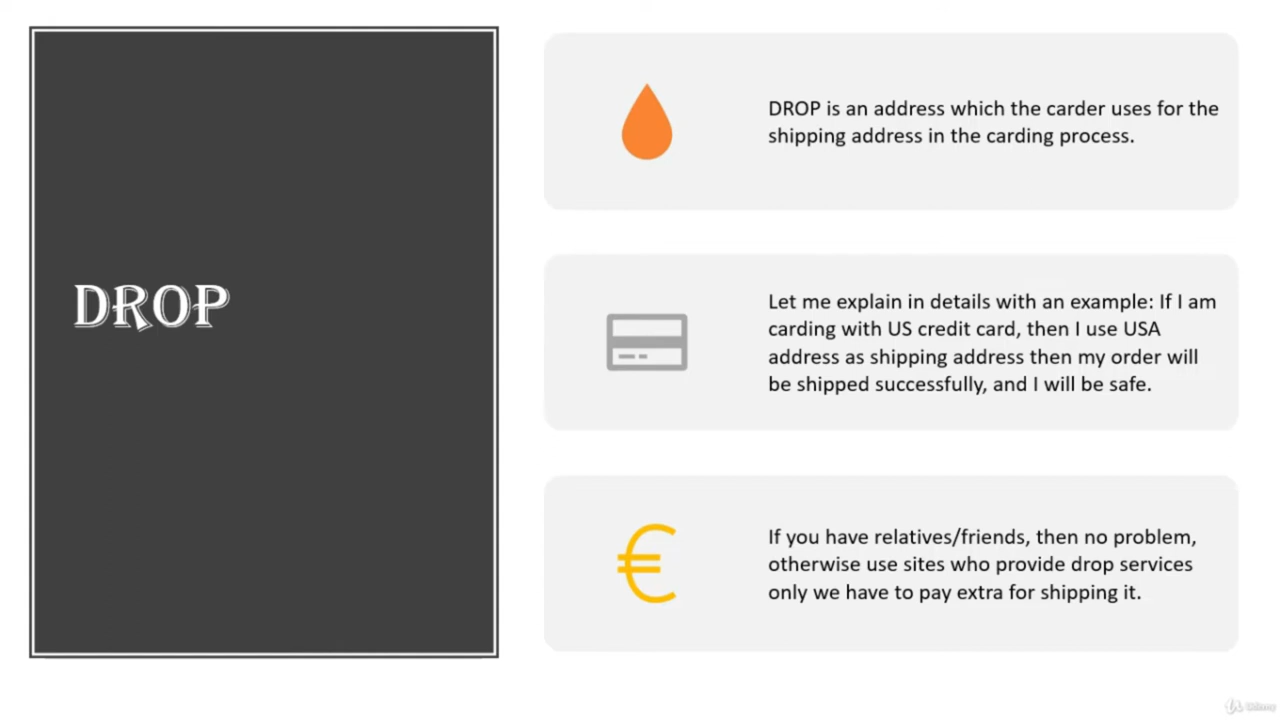 DROP
DROP is an address which the carder uses for the
shipping address in the carding process.
Let me explain in details with an example: If I am
carding with US credit card, then I use USA
address as shipping address then my order will
be shipped successfully, and I will be safe.
If you have relatives/friends, then no problem,
otherwise use sites who provide drop services
only we have to pay extra for shipping it.
Udemy